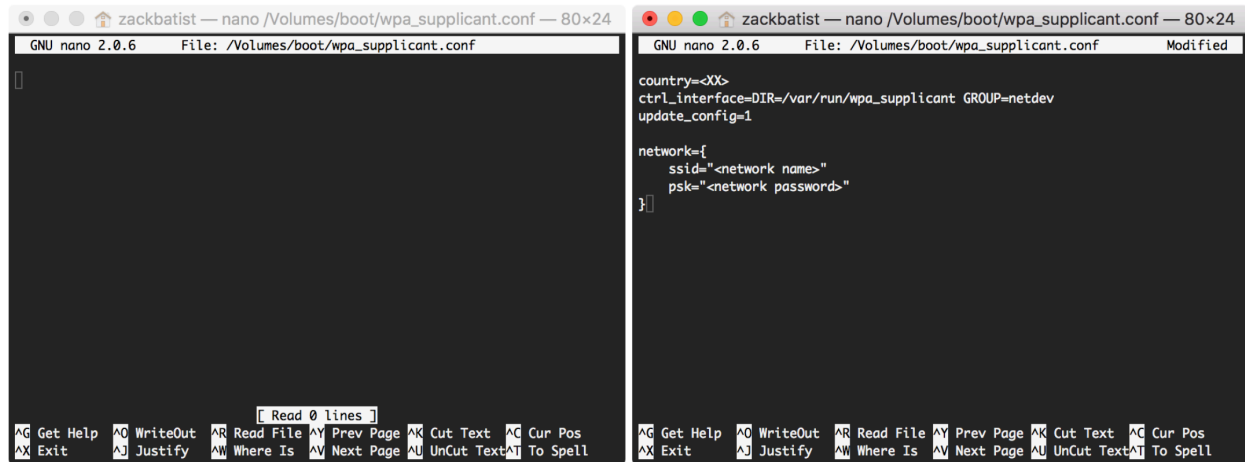 zackbatist — nano /Volumes/boot/wpa_supplicant.conf — 80×24
GNU nano 2.0.6 File: /Volumes/boot/wpa_supplicant.conf
[ Read 0 lines ]
^G Get Help ^O WriteOut ^R Read File ^Y Prev Page ^K Cut Text ^C Cur Pos
^X Exit ^J Justify ^W Where Is ^V Next Page ^U UnCut Text ^T To Spell
zackbatist — nano /Volumes/boot/wpa_supplicant.conf — 80×24
GNU nano 2.0.6 File: /Volumes/boot/wpa_supplicant.conf Modified
country=<XX>
ctrl_interface=DIR=/var/run/wpa_supplicant GROUP=netdev
update_config=1
network={
    ssid="<network name>"
    psk="<network password>"
}
^G Get Help ^O WriteOut ^R Read File ^Y Prev Page ^K Cut Text ^C Cur Pos
^X Exit ^J Justify ^W Where Is ^V Next Page ^U UnCut Text ^T To Spell